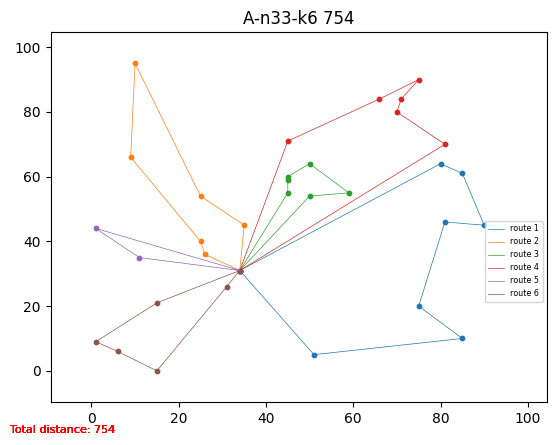 A-n33-k6 754
100
80
60
40
20
0
0 20 40 60 80 100
route 1
route 2
route 3
route 4
route 5
route 6
Total distance: 754